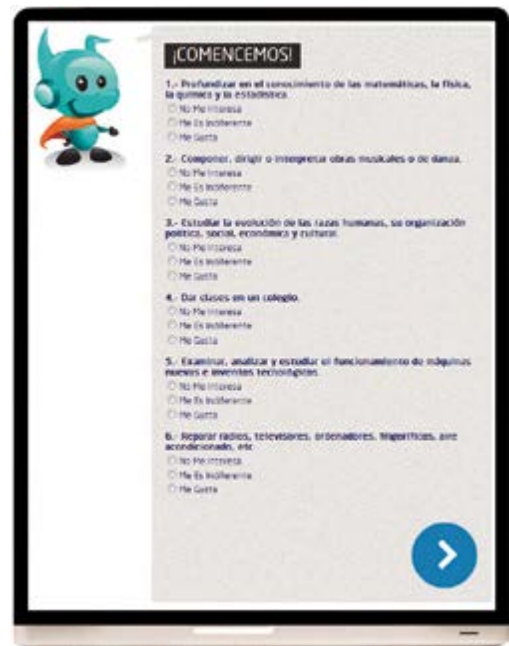 ¡COMENCEMOS!
1.- Profundizar en el conocimiento de las matemáticas, la física,
la química y la estadística.
No Me Interesa
Me Es Indiferente
Me Gusta
2.- Componer, dirigir o interpretar obras musicales o de danza.
No Me Interesa
Me Es Indiferente
Me Gusta
3.- Estudiar la evolución de las razas humanas, su organización
política, social, económica y cultural.
No Me Interesa
Me Es Indiferente
Me Gusta
4.- Dar clases en un colegio.
No Me Interesa
Me Es Indiferente
Me Gusta
5.- Examinar, analizar y estudiar el funcionamiento de máquinas
nuevos e inventos tecnológicos.
No Me Interesa
Me Es Indiferente
Me Gusta
6.- Reparar radios, televisores, ordenadores, frigoríficos, aire
acondicionado, etc
No Me Interesa
Me Es Indiferente
Me Gusta